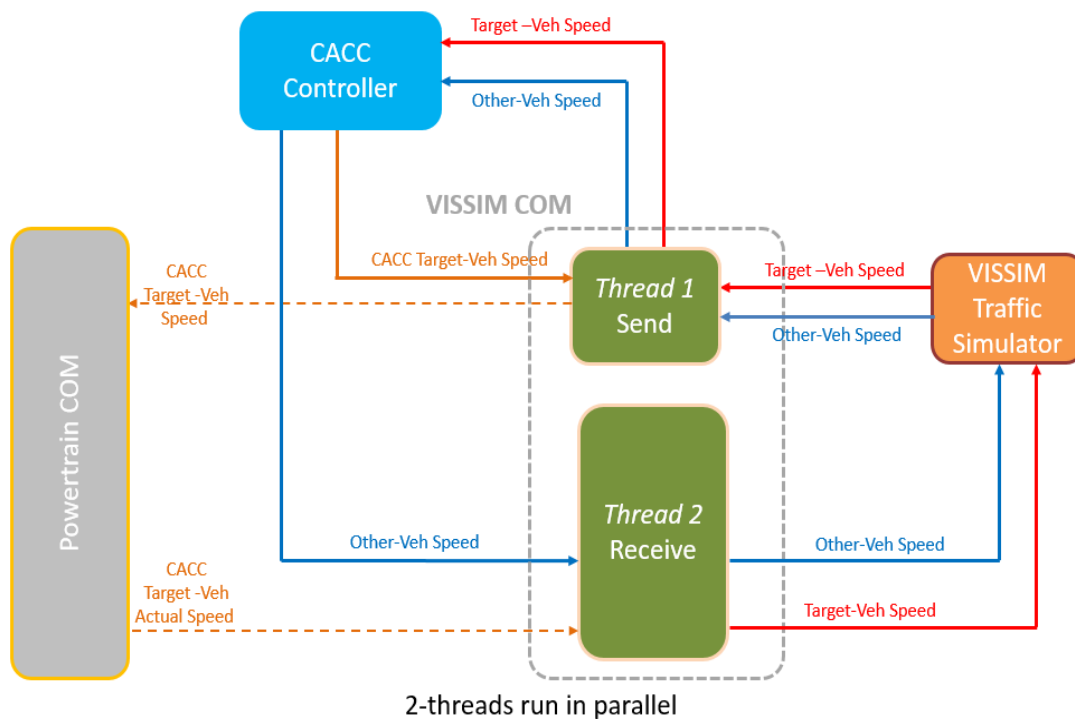 Target –Veh Speed
CACC
Controller
Other-Veh Speed
VISSIM COM
CACC
Target -Veh
Speed
CACC Target-Veh Speed
Thread 1
Send
Target –Veh Speed
Other-Veh Speed
VISSIM
Traffic
Simulator
Powertrain COM
Other-Veh Speed
Thread 2
Receive
Other-Veh Speed
CACC
Target -Veh
Actual Speed
Target-Veh Speed
2-threads run in parallel